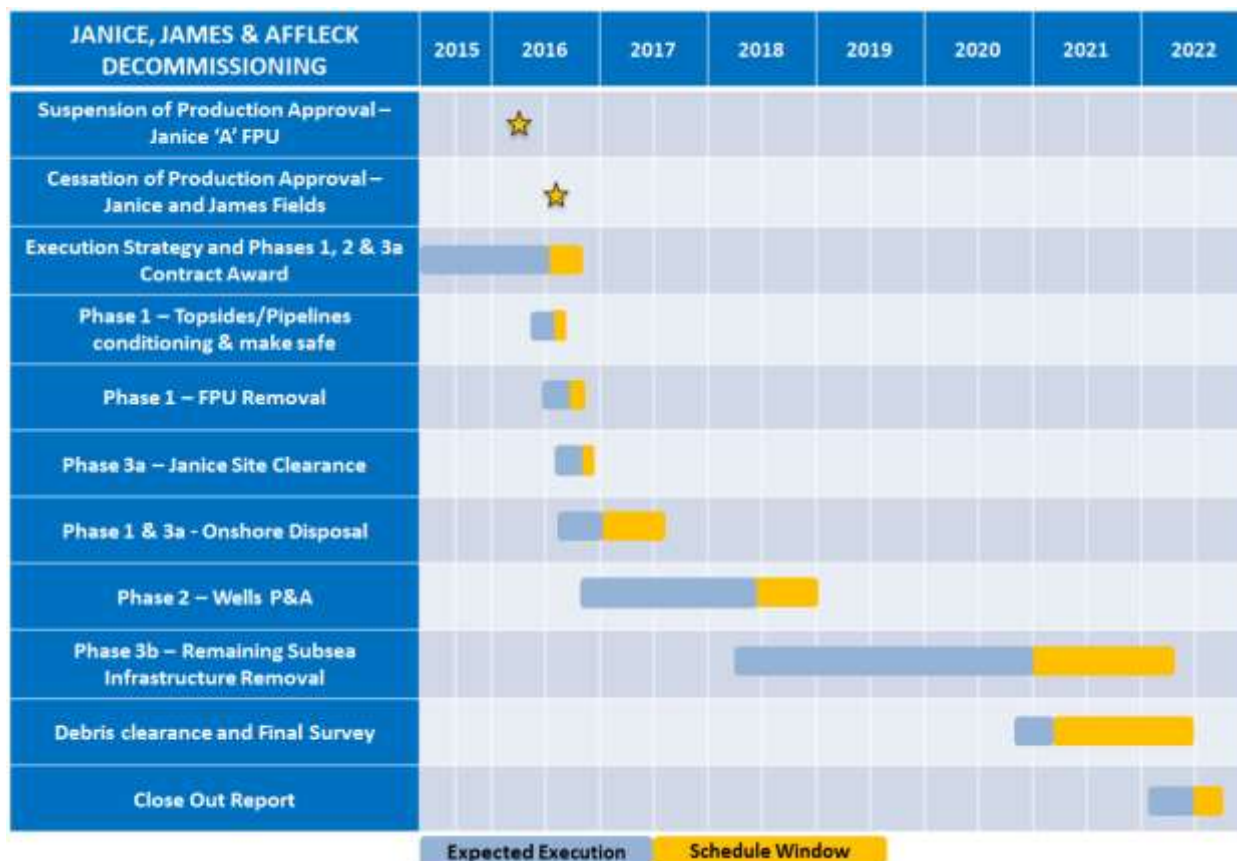 JANICE, JAMES & AFFLECK
DECOMMISSIONING
2015 2016 2017 2018 2019 2020 2021 2022
Suspension of Production Approval –
Janice ‘A’ FPU
Cessation of Production Approval –
Janice and James Fields
Execution Strategy and Phases 1, 2 & 3a
Contract Award
Phase 1 – Topsides/Pipelines
conditioning & make safe
Phase 1 – FPU Removal
Phase 3a – Janice Site Clearance
Phase 1 & 3a - Onshore Disposal
Phase 2 – Wells P&A
Phase 3b – Remaining Subsea
Infrastructure Removal
Debris clearance and Final Survey
Close Out Report
Expected Execution Schedule Window